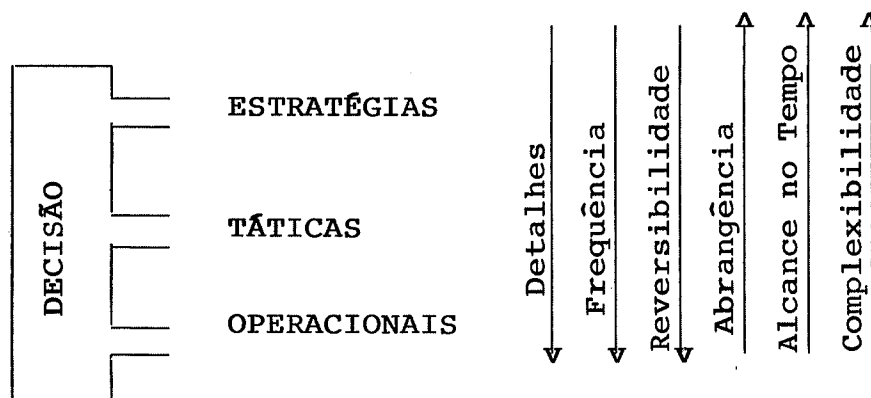 DECISÃO
ESTRATÉGIAS
TÁTICAS
OPERACIONAIS
Detalhes
Frequência
Reversibilidade
Abrangência
Alcance no Tempo
Complexibilidade